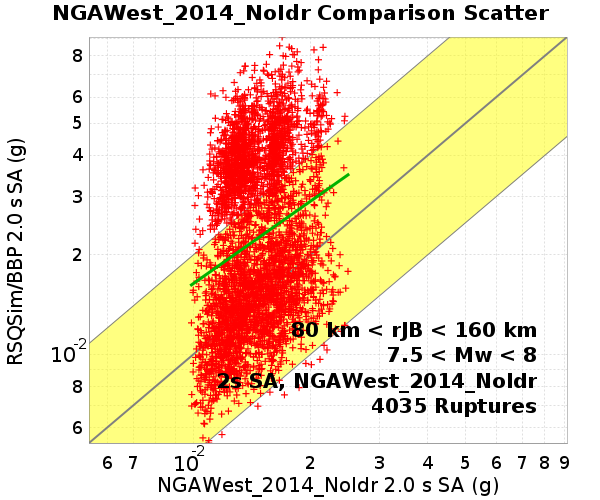 NGAWest_2014_NoIdr Comparison Scatter
RSQSim/BBP 2.0 s SA (g)
8
6
5
4
3
2
10-2
8
6
80 km < rJB < 160 km
7.5 < Mw < 8
2s SA, NGAWest_2014_NoIdr
4035 Ruptures
6 7 10-2 2 3 4 5 6 7 8 9
NGAWest_2014_NoIdr 2.0 s SA (g)